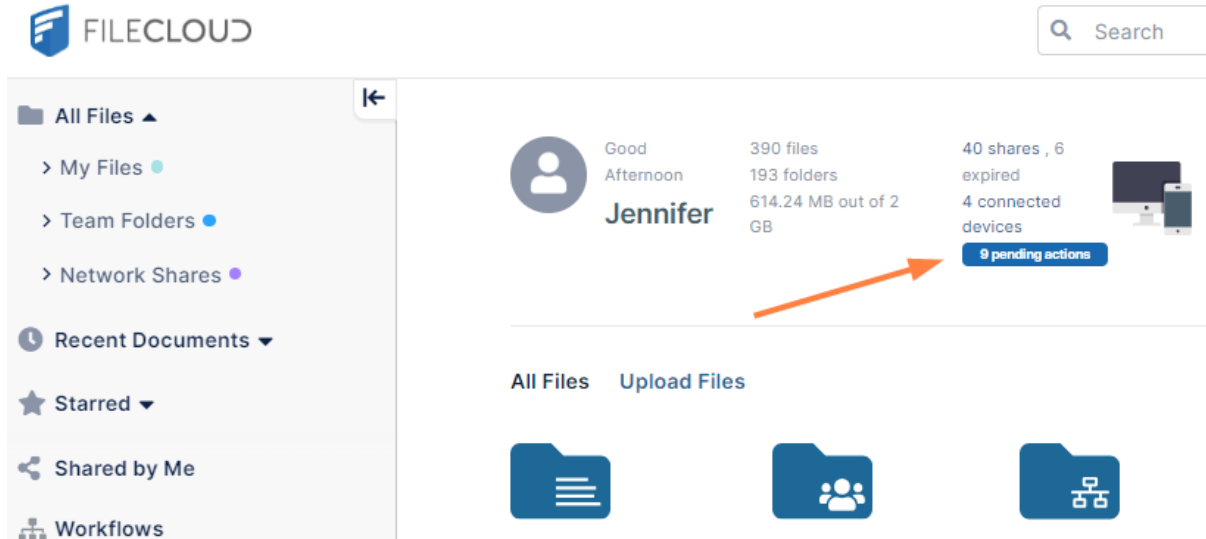 FILECLOUD
Search
All Files
My Files
Team Folders
Network Shares
Recent Documents
Starred
Shared by Me
Workflows
Good
Afternoon
Jennifer
390 files
193 folders
614.24 MB out of 2
GB
40 shares , 6
expired
4 connected
devices
9 pending actions
All Files
Upload Files